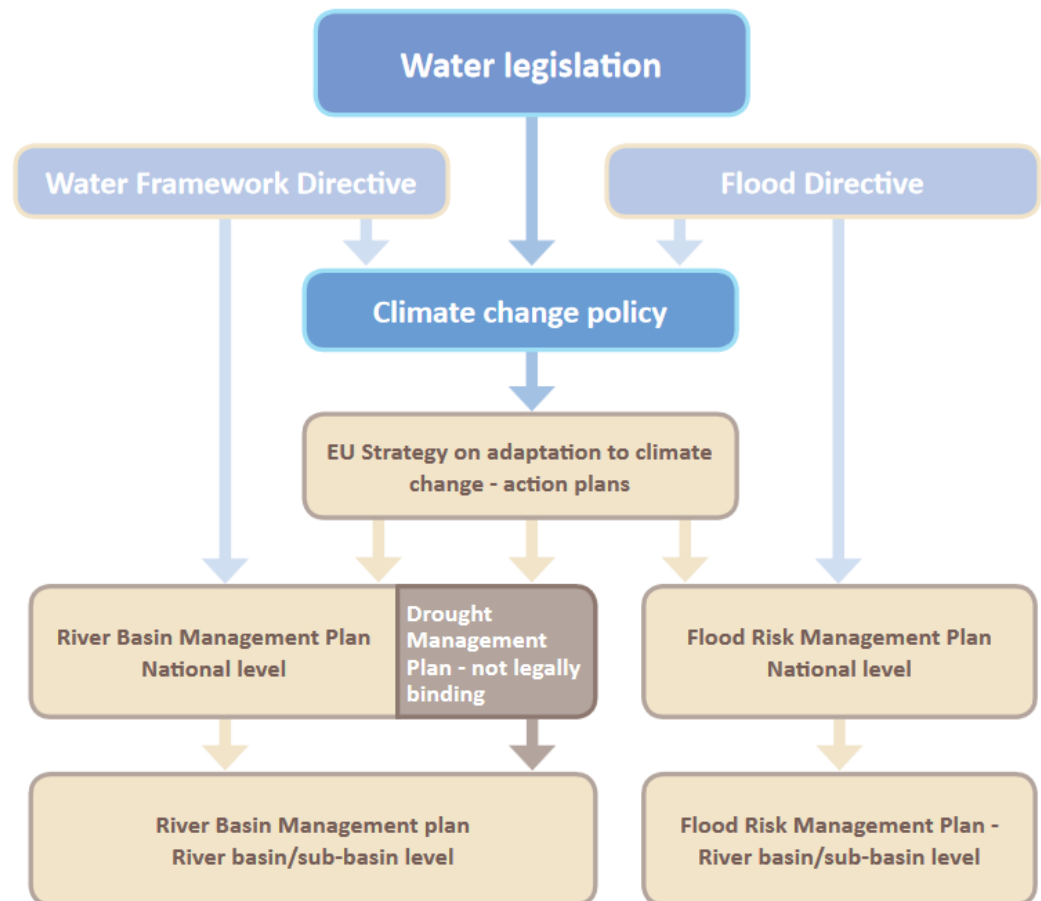 Water legislation
Water Framework Directive
Flood Directive
Climate change policy
EU Strategy on adaptation to climate
change - action plans
River Basin Management Plan
National level
Drought
Management
Plan - not legally
binding
Flood Risk Management Plan
National level
River Basin Management plan
River basin/sub-basin level
Flood Risk Management Plan -
River basin/sub-basin level